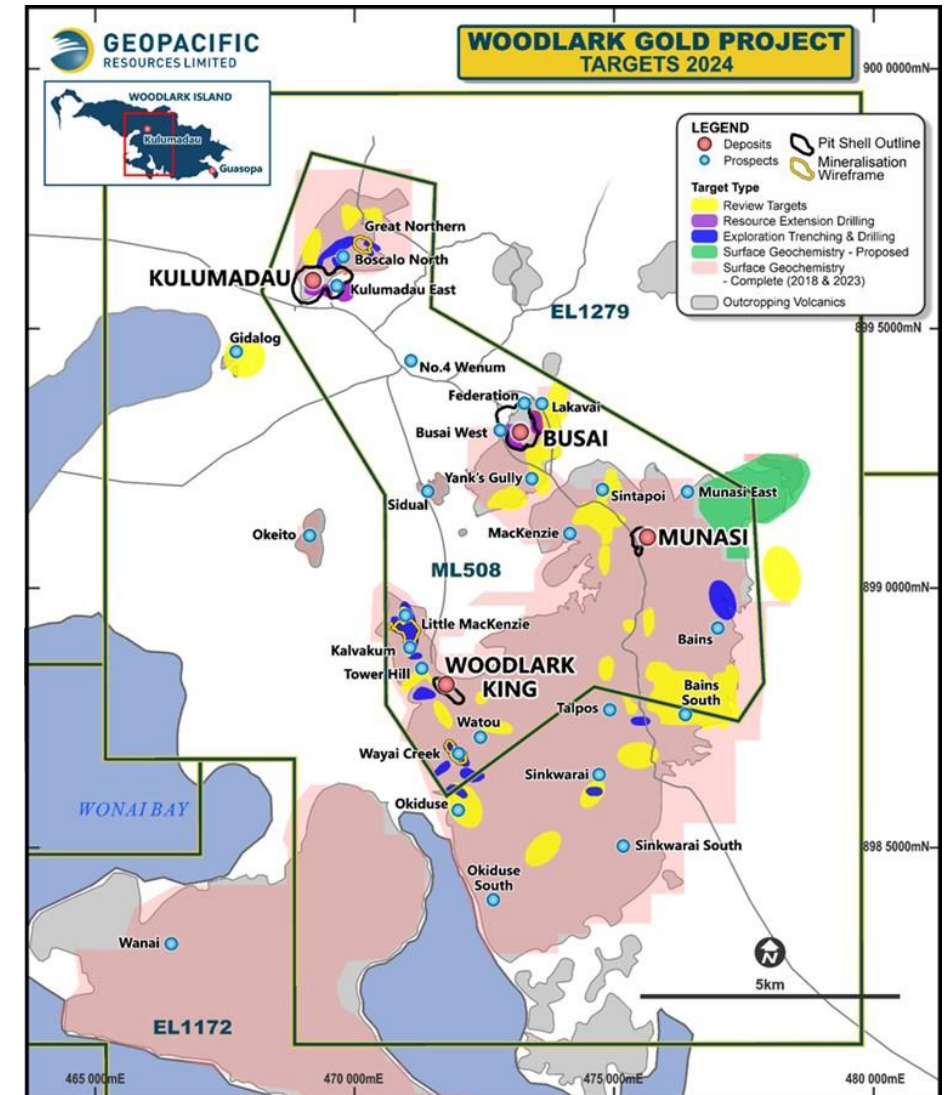 GEOPACIFIC
RESOURCES LIMITED
WOODLARK GOLD PROJECT
TARGETS 2024
900 0000mN
WOODLARK ISLAND
Kulumadau
Guasopa
LEGEND
Deposits
Prospects
Pit Shell Outline
Mineralisation
Wireframe
Target Type
Review Targets
Resource Extension Drilling
Exploration Trenching & Drilling
Surface Geochemistry - Proposed
Surface Geochemistry
- Complete (2018 & 2023)
Outcropping Volcanics
Great Northern
Boscalo North
KULUMADAU
Kulumadau East
EL1279
899 5000mN
Gidalog
No.4 Wenum
Federation
Lakavai
Busai West
BUSAI
Yank's Gully
Sidual
Sintapoi
Munasi East
Okeito
MacKenzie
MUNASI
ML508
899 0000mN
Little MacKenzie
Kalvakum
Bains
Tower Hill
WOODLARK
KING
Bains
South
Talpos
Watou
Wayai Creek
Sinkwarai
Okiduse
WONAI BAY
Sinkwarai South
898 5000mN
Okiduse
South
Wanai
N
5km
EL1172
465 000mE
470 000mE
475 000mE
480 000mE